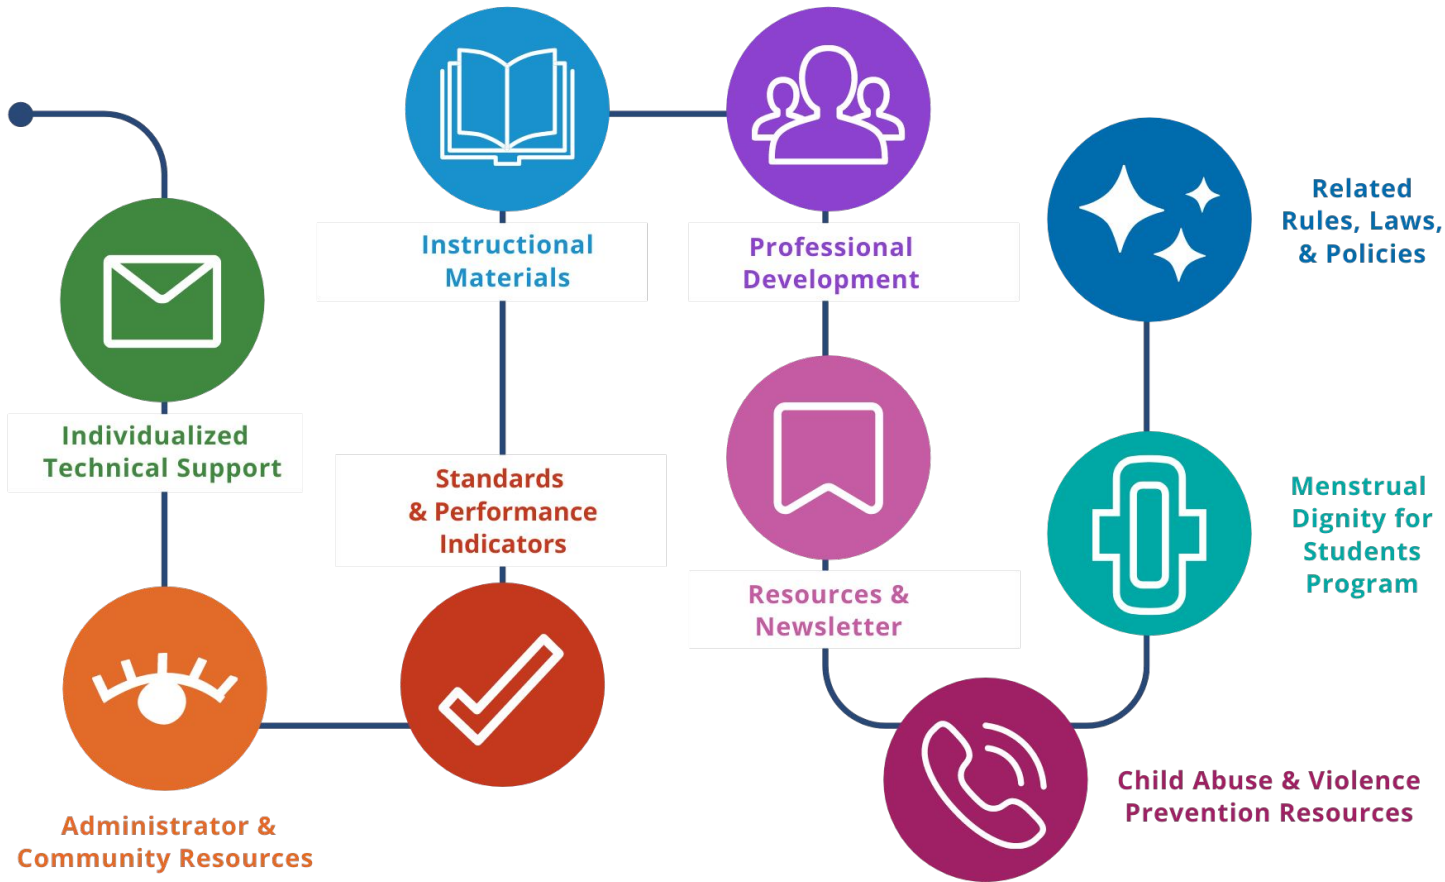 Individualized
Technical Support
Administrator &
Community Resources
Standards
& Performance
Indicators
Instructional
Materials
Professional
Development
Resources &
Newsletter
Child Abuse & Violence
Prevention Resources
Menstrual
Dignity for
Students
Program
Related
Rules, Laws,
& Policies